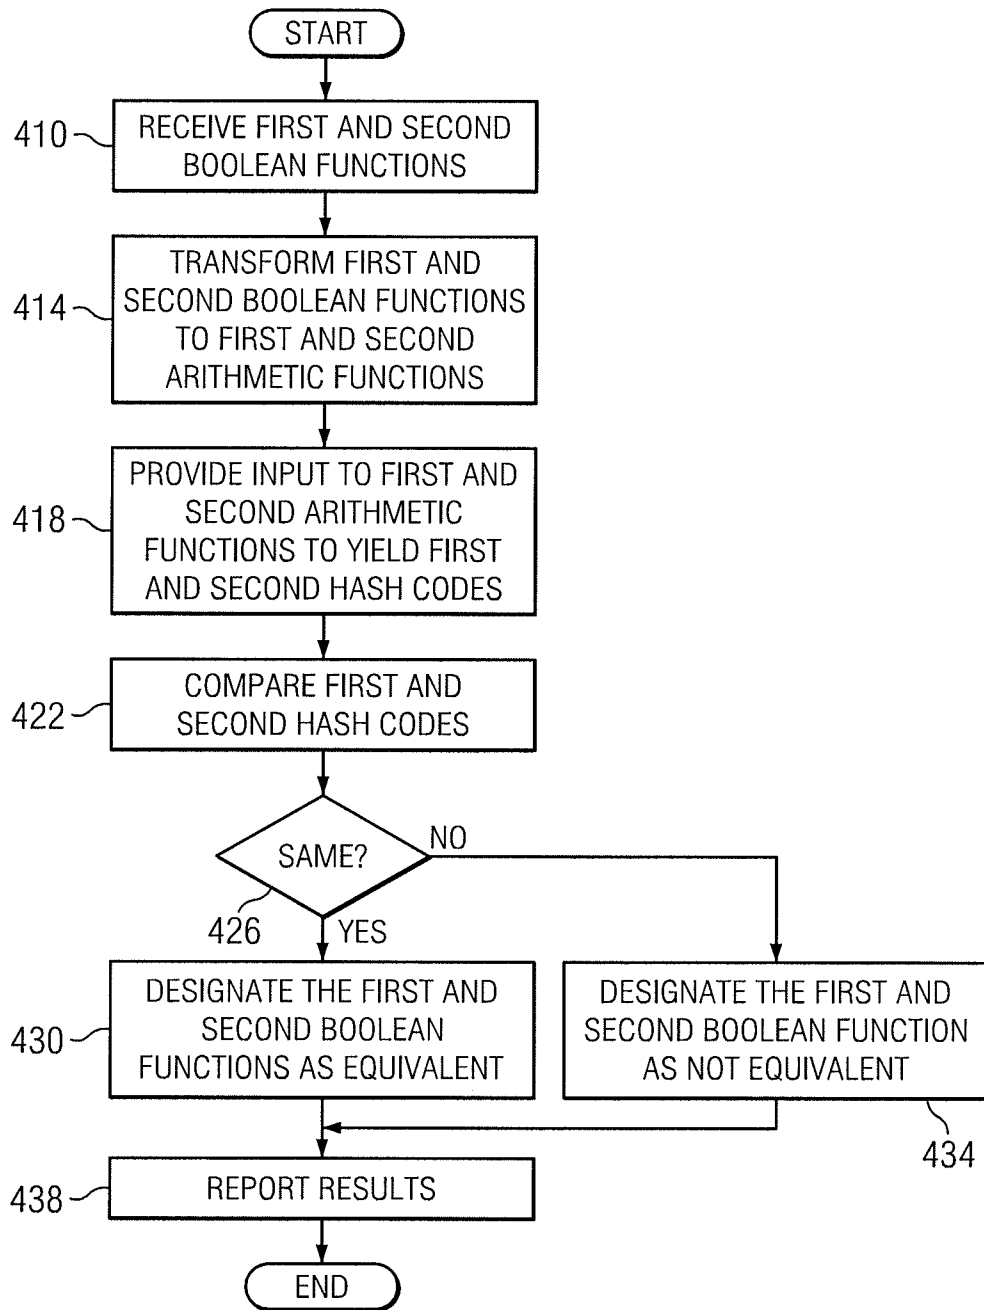 START
410
RECEIVE FIRST AND SECOND
BOOLEAN FUNCTIONS
414
TRANSFORM FIRST AND
SECOND BOOLEAN FUNCTIONS
TO FIRST AND SECOND
ARITHMETIC FUNCTIONS
418
PROVIDE INPUT TO FIRST AND
SECOND ARITHMETIC
FUNCTIONS TO YIELD FIRST
AND SECOND HASH CODES
422
COMPARE FIRST AND
SECOND HASH CODES
SAME?
NO
426
YES
430
DESIGNATE THE FIRST AND
SECOND BOOLEAN
FUNCTIONS AS EQUIVALENT
DESIGNATE THE FIRST AND
SECOND BOOLEAN FUNCTION
AS NOT EQUIVALENT
434
438
REPORT RESULTS
END